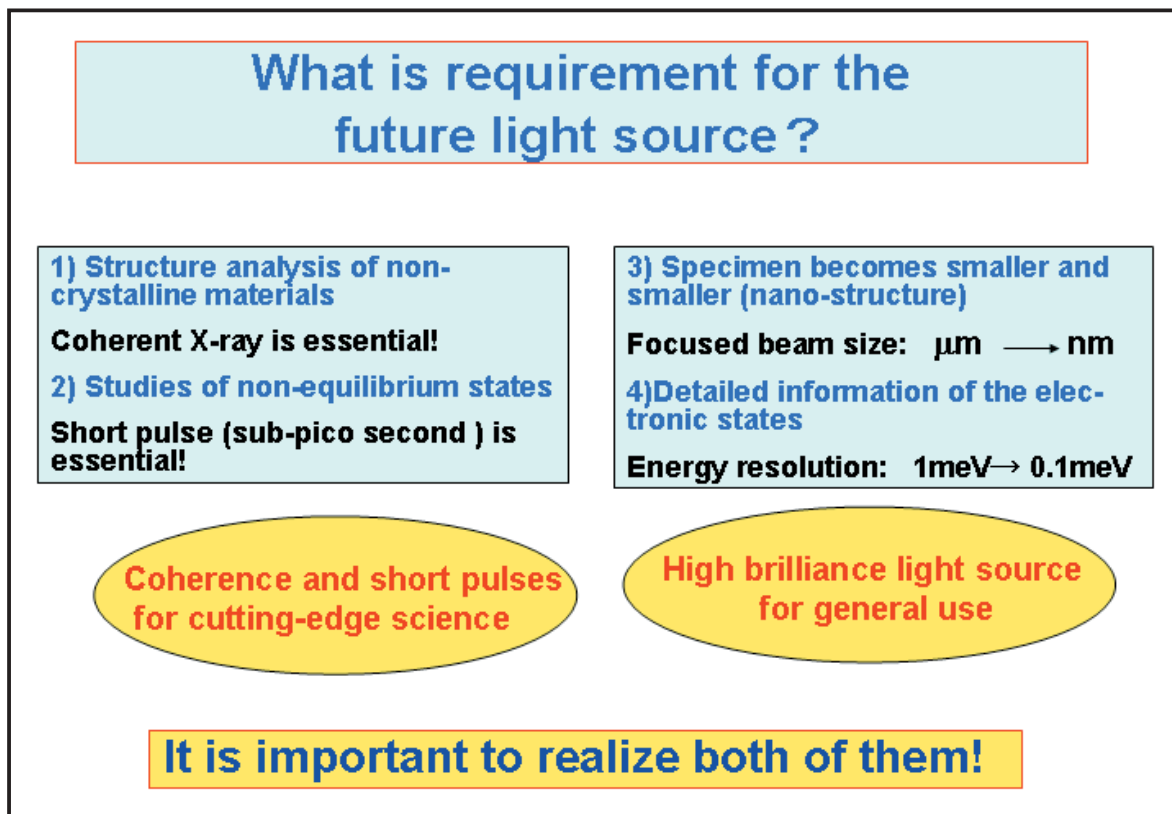 What is requirement for the
future light source？
1) Structure analysis of non-
crystalline materials
Coherent X-ray is essential!
2) Studies of non-equilibrium states
Short pulse (sub-pico second ) is
essential!
3) Specimen becomes smaller and
smaller (nano-structure)
Focused beam size: μm → nm
4)Detailed information of the elec-
tronic states
Energy resolution: 1meV→ 0.1meV
Coherence and short pulses
for cutting-edge science
High brilliance light source
for general use
It is important to realize both of them!